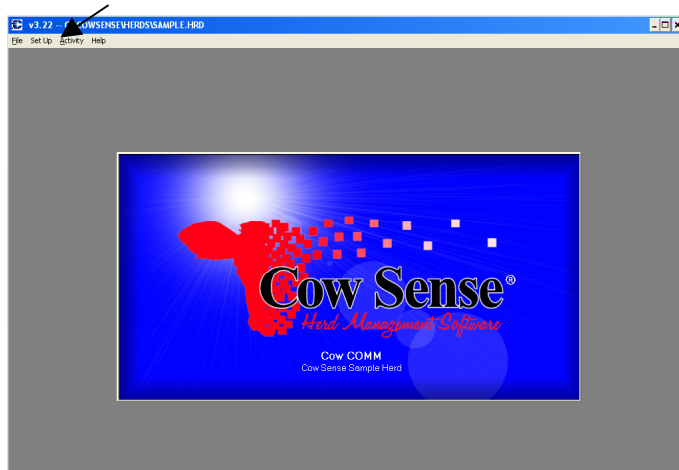 v3.22 -- C:\COWSENSE\HERDS\SAMPLE.HRD
File Set Up Activity Help
Cow Sense®
Herd Management Software
Cow COMM
Cow Sense Sample Herd